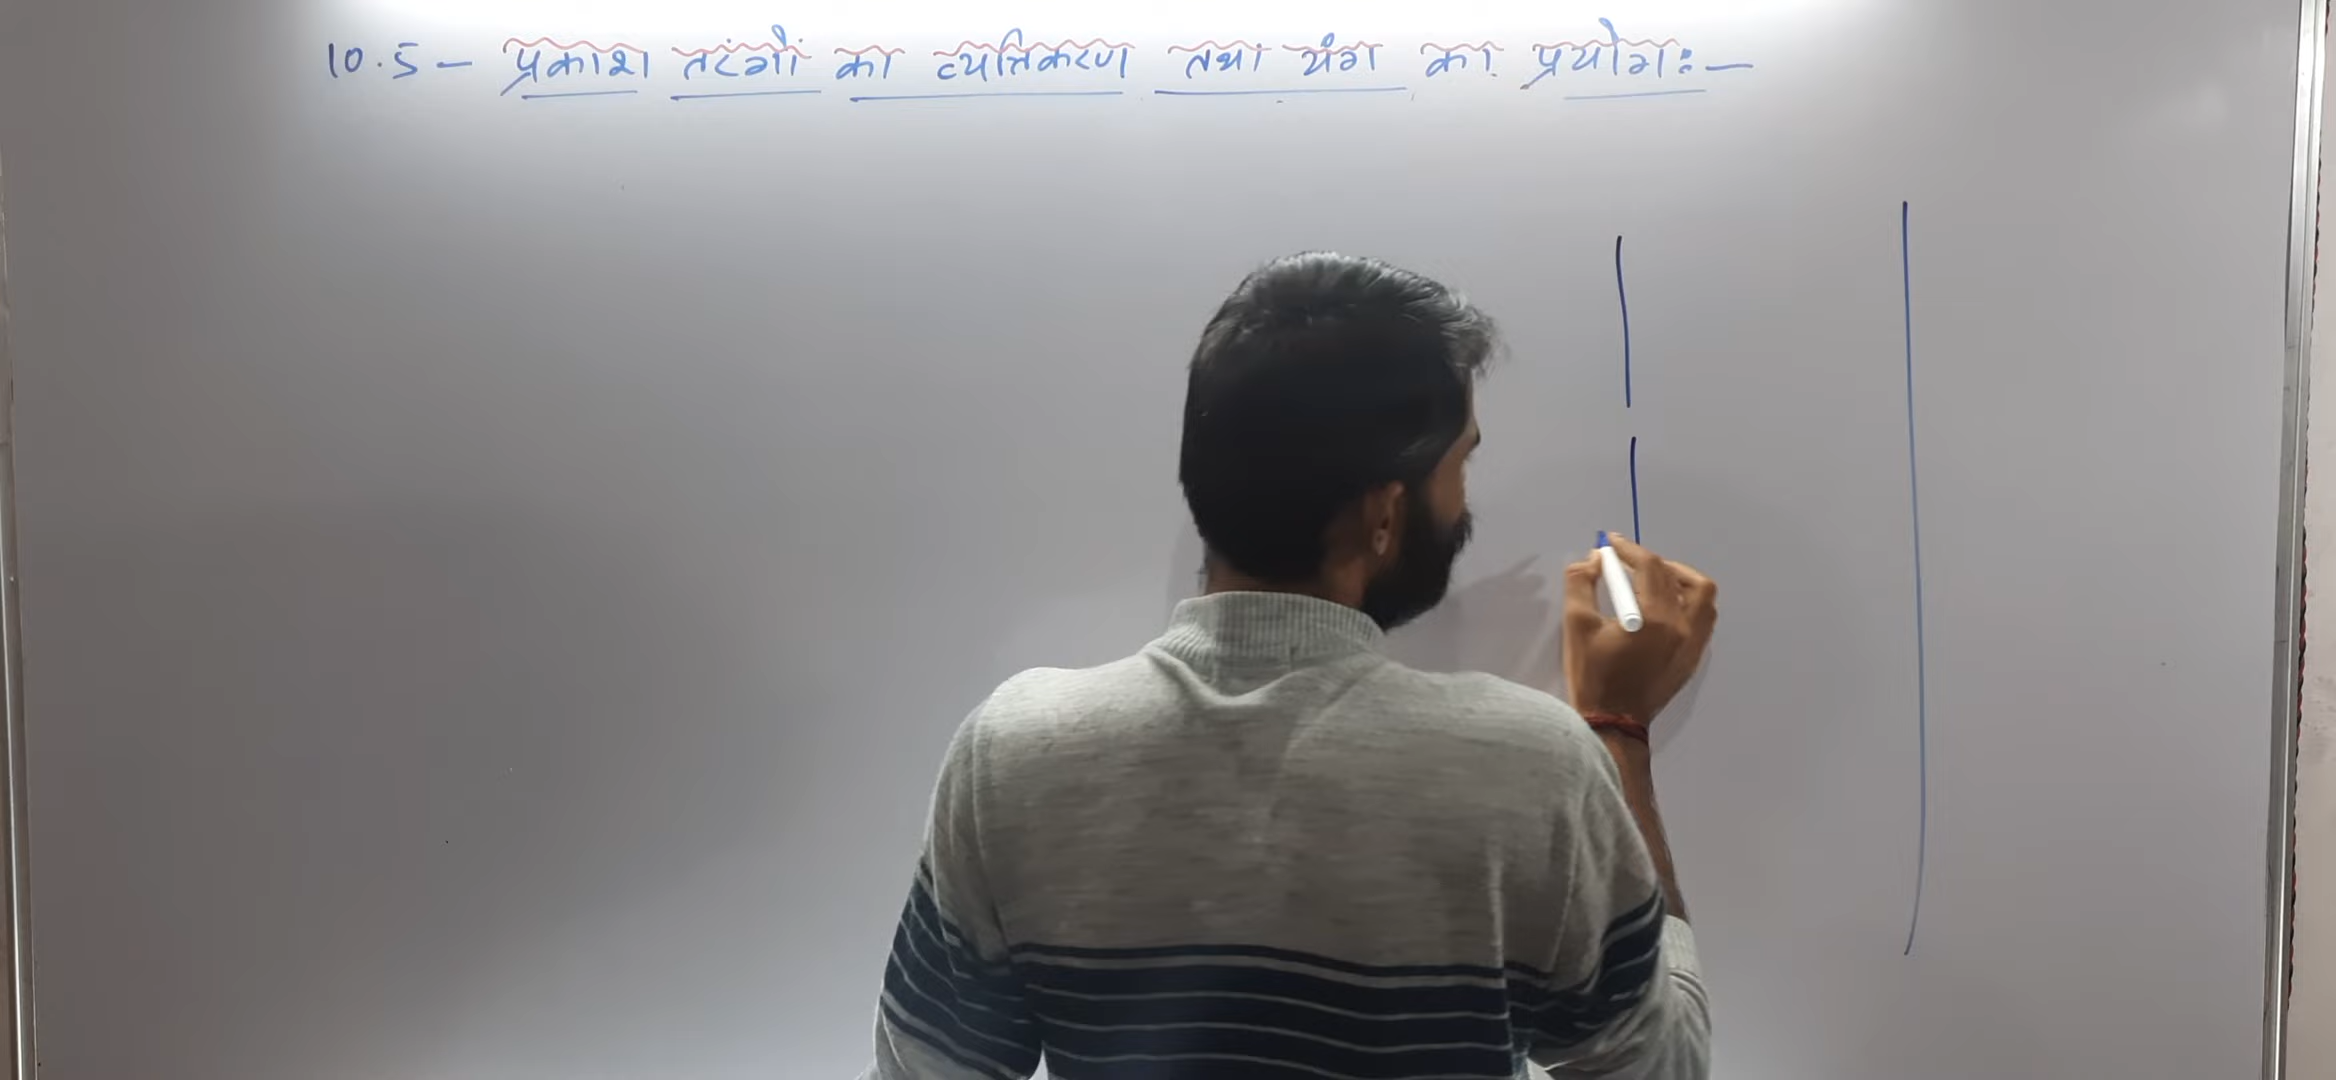 10.5- प्रकाश तरंगों का व्यतिकरण तथा यंग का प्रयोगः-